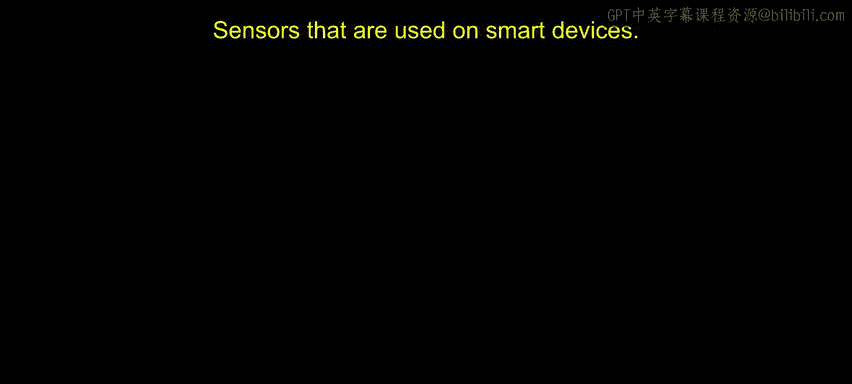 GPT中英字幕课程资源@bilibili.com
Sensors that are used on smart devices.